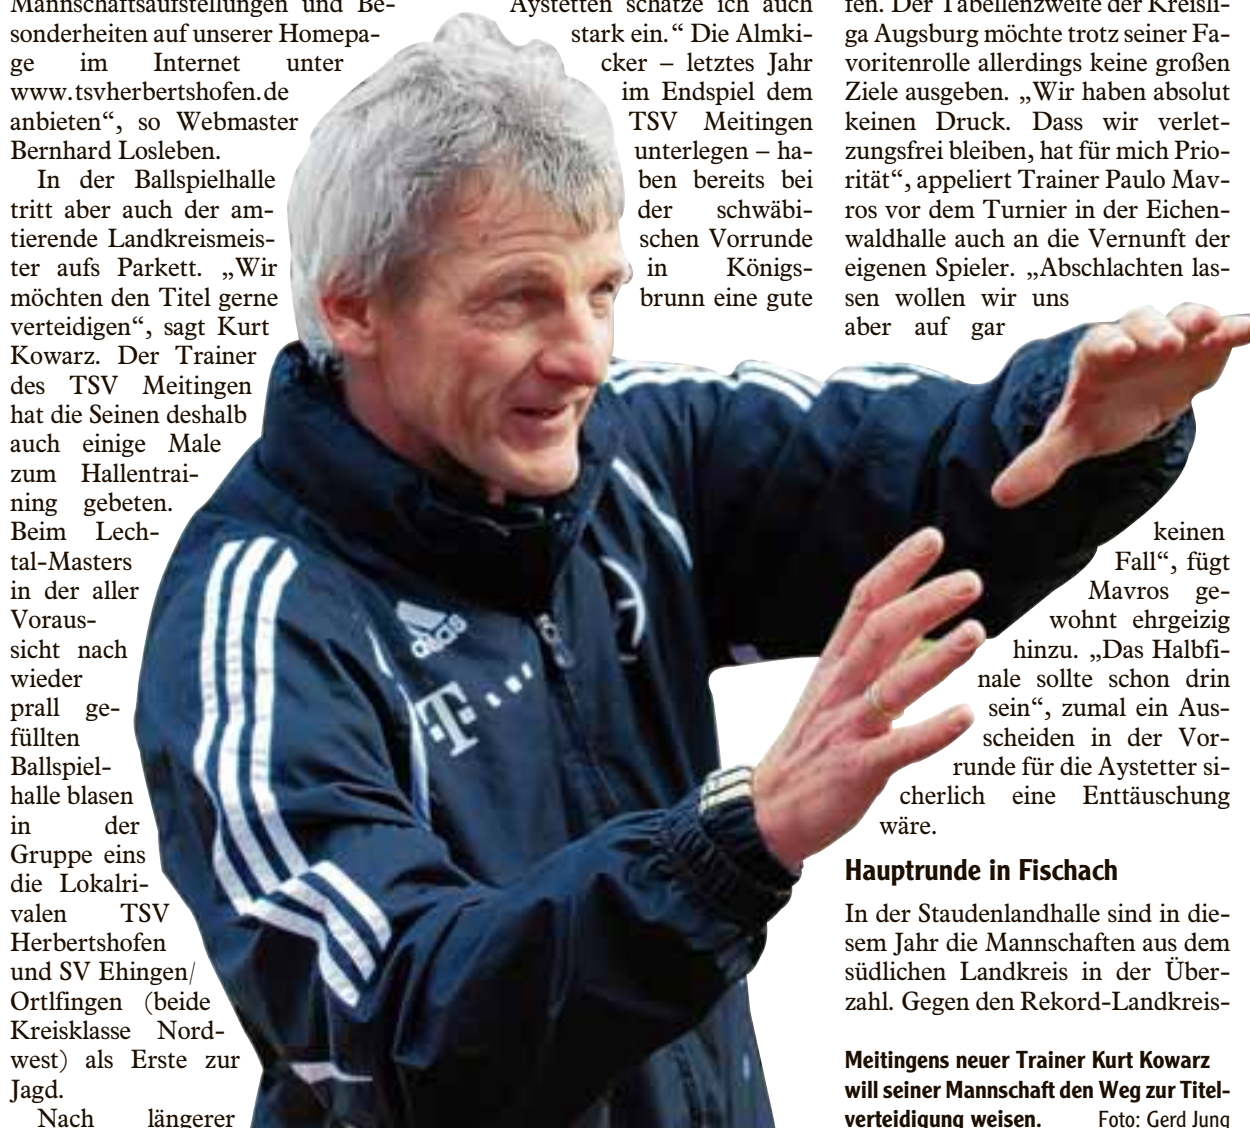 Mannschaftsaufstellungen und Be-
sonderheiten auf unserer Homepa-
ge im Internet unter
www.tsvherbertshofen.de
anbieten“, so Webmaster
Bernhard Losleben.
In der Ballspielhalle
tritt aber auch der am-
tierende Landkreismeis-
ter aufs Parkett. „Wir
möchten den Titel gerne
verteidigen“, sagt Kurt
Kowarz. Der Trainer
des TSV Meitingen
hat die Seinen deshalb
auch einige Male
zum Hallentrai-
ning gebeten.
Beim Lech-
tal-Masters
in der aller
Voraus-
sicht nach
wieder
prall ge-
füllten
Ballspiel-
halle blasen
in der
Gruppe eins
die Lokalri-
valen TSV
Herbertshofen
und SV Ehingen/
Ortlfingen (beide
Kreisklasse Nord-
west) als Erste zur
Jagd.
Nach längerer
Aystetten schätze ich auch
stark ein.“ Die Almki-
cker – letztes Jahr
im Endspiel dem
TSV Meitingen
unterlegen – ha-
ben bereits bei
der schwäbi-
schen Vorrunde
in Königs-
brunn eine gute
fen. Der Tabellenzweite der Kreisli-
ga Augsburg möchte trotz seiner Fa-
voritenrolle allerdings keine großen
Ziele ausgeben. „Wir haben absolut
keinen Druck. Dass wir verlet-
zungsfrei bleiben, hat für mich Prio-
rität“, appeliert Trainer Paulo Mav-
ros vor dem Turnier in der Eichen-
waldhalle auch an die Vernunft der
eigenen Spieler. „Abschlachten las-
sen wollen wir uns
aber auf gar
keinen
Fall“, fügt
Mavros ge-
wohnt ehrgeizig
hinzu. „Das Halbfi-
nale sollte schon drin
sein“, zumal ein Aus-
scheiden in der Vor-
runde für die Aystetter si-
cherlich eine Enttäuschung
wäre.
Hauptrunde in Fischach
In der Staudenlandhalle sind in die-
sem Jahr die Mannschaften aus dem
südlichen Landkreis in der Über-
zahl. Gegen den Rekord-Landkreis-
Meitingens neuer Trainer Kurt Kowarz
will seiner Mannschaft den Weg zur Titel-
verteidigung weisen. Foto: Gerd Jung
adidas
T